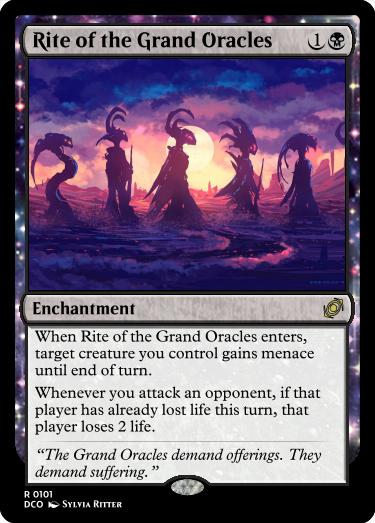 Rite of the Grand Oracles 1
Enchantment
When Rite of the Grand Oracles enters,
target creature you control gains menace
until end of turn.
Whenever you attack an opponent, if that
player has already lost life this turn, that
player loses 2 life.
“The Grand Oracles demand offerings. They
demand suffering.”
R 0101
DCO Sylvia Ritter